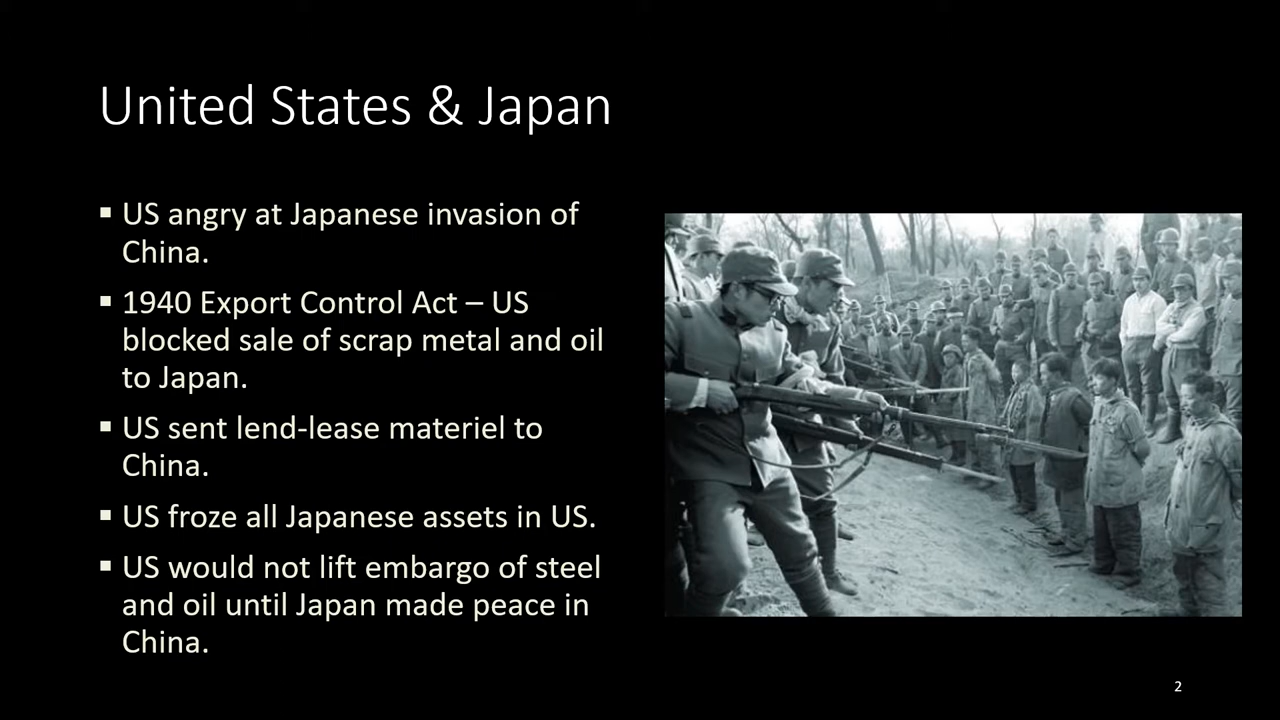 United States & Japan
▪ US angry at Japanese invasion of
China.
▪ 1940 Export Control Act – US
blocked sale of scrap metal and oil
to Japan.
▪ US sent lend-lease materiel to
China.
▪ US froze all Japanese assets in US.
▪ US would not lift embargo of steel
and oil until Japan made peace in
China.
2